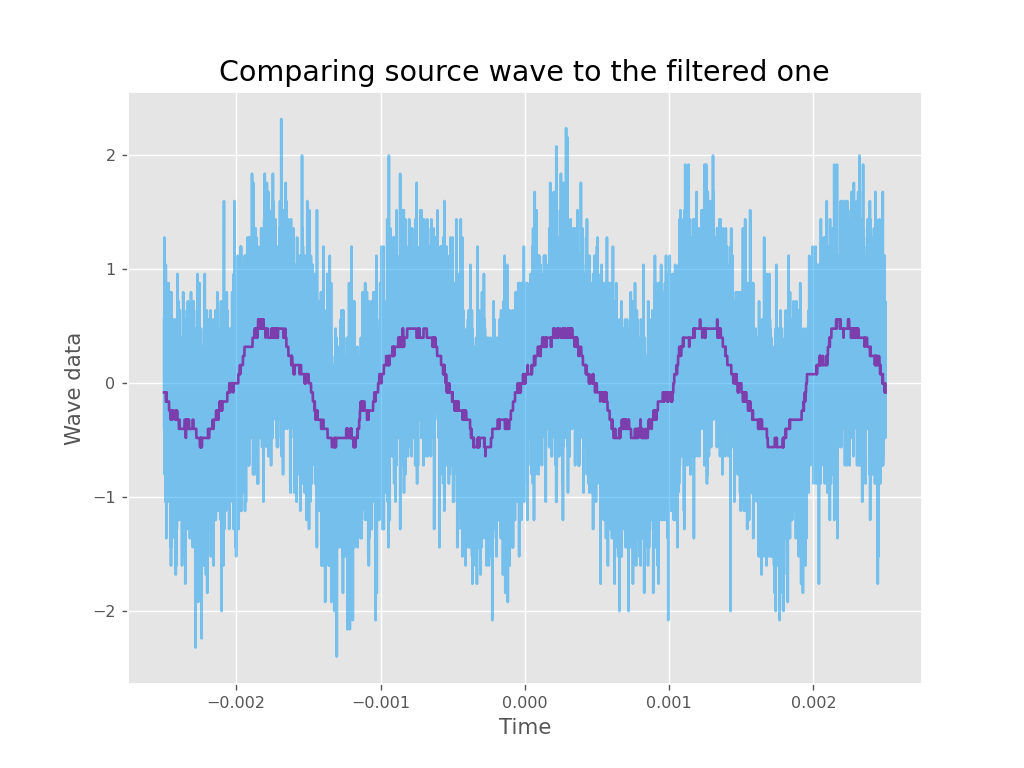 Comparing source wave to the filtered one
Wave data
2
1
0
−1
−2
−0.002 −0.001 0.000 0.001 0.002
Time